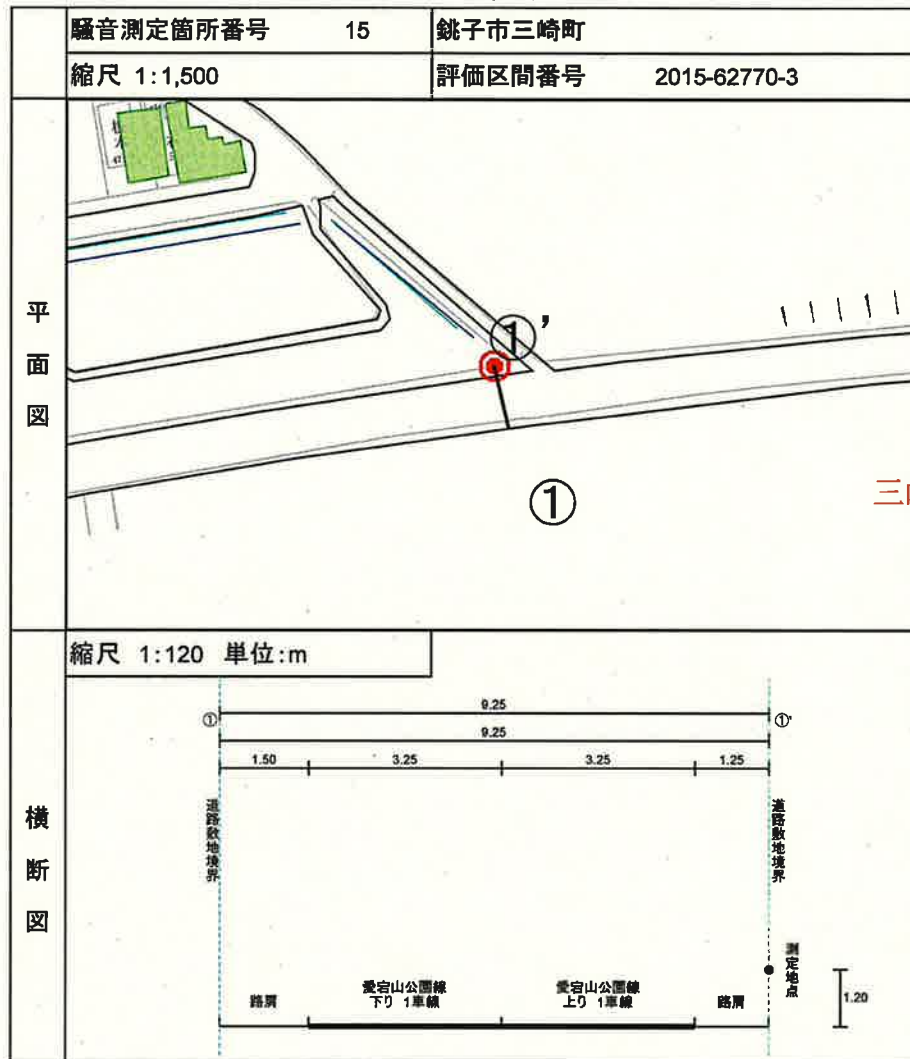 騒音測定箇所番号 15 銚子市三崎町
縮尺 1:1,500 評価区間番号 2015-62770-3
平面図
①’
①
三
縮尺 1:120 単位:m
9.25
① ①'
9.25
1.50 3.25 3.25 1.25
横断図
道路敷地境界
道路敷地境界
測定地点
1.20
路肩
愛宕山公園線
下り 1車線
愛宕山公園線
上り 1車線
路肩